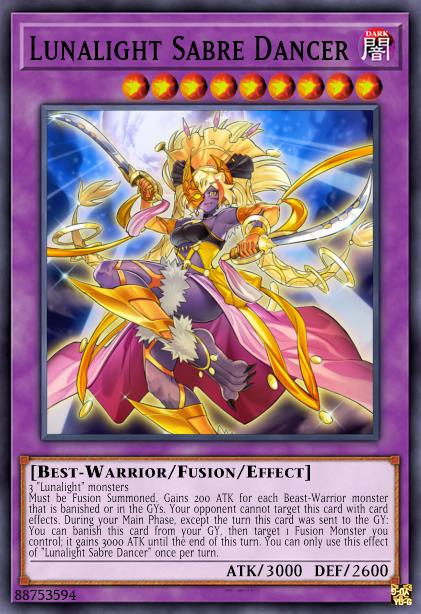 LUNALIGHT SABRE DANCER
DARK
闇
[BEST-WARRIOR/FUSION/EFFECT]
3 "Lunalight" monsters
Must be Fusion Summoned. Gains 200 ATK for each Beast-Warrior monster
that is banished or in the GYs. Your opponent cannot target this card with card
effects. During your Main Phase, except the turn this card was sent to the GY:
You can banish this card from your GY, then target 1 Fusion Monster you
control; it gains 3000 ATK until the end of this turn. You can only use this effect
of "Lunalight Sabre Dancer" once per turn.
ATK/3000 DEF/2600
88753594